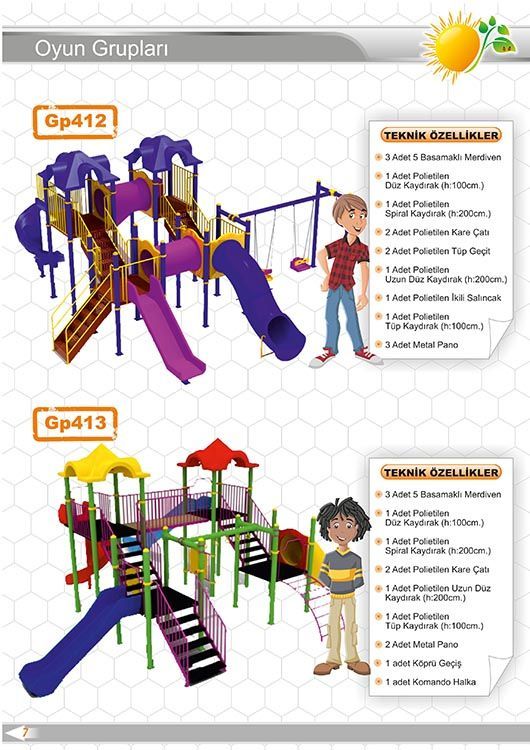 Oyun Grupları
Gp412
TEKNİK ÖZELLİKLER
3 Adet 5 Basamaklı Merdiven
1 Adet Polietilen
Düz Kaydırak (h:100cm.)
1 Adet Polietilen
Spiral Kaydırak (h:200cm.)
2 Adet Polietilen Kare Çatı
2 Adet Polietilen Tüp Geçit
1 Adet Polietilen
Uzun Düz Kaydırak (h:200cm.)
1 Adet Polietilen İkili Salıncak
1 Adet Polietilen
Tüp Kaydırak (h:100cm.)
3 Adet Metal Pano
Gp413
TEKNİK ÖZELLİKLER
3 Adet 5 Basamaklı Merdiven
1 Adet Polietilen
Düz Kaydırak (h:100cm.)
1 Adet Polietilen
Spiral Kaydırak (h:200cm.)
2 Adet Polietilen Kare Çatı
1 Adet Polietilen Uzun Düz
Kaydırak (h:200cm.)
1 Adet Polietilen
Tüp Kaydırak (h:100cm.)
2 Adet Metal Pano
1 adet Köprü Geçiş
1 adet Komando Halka
7